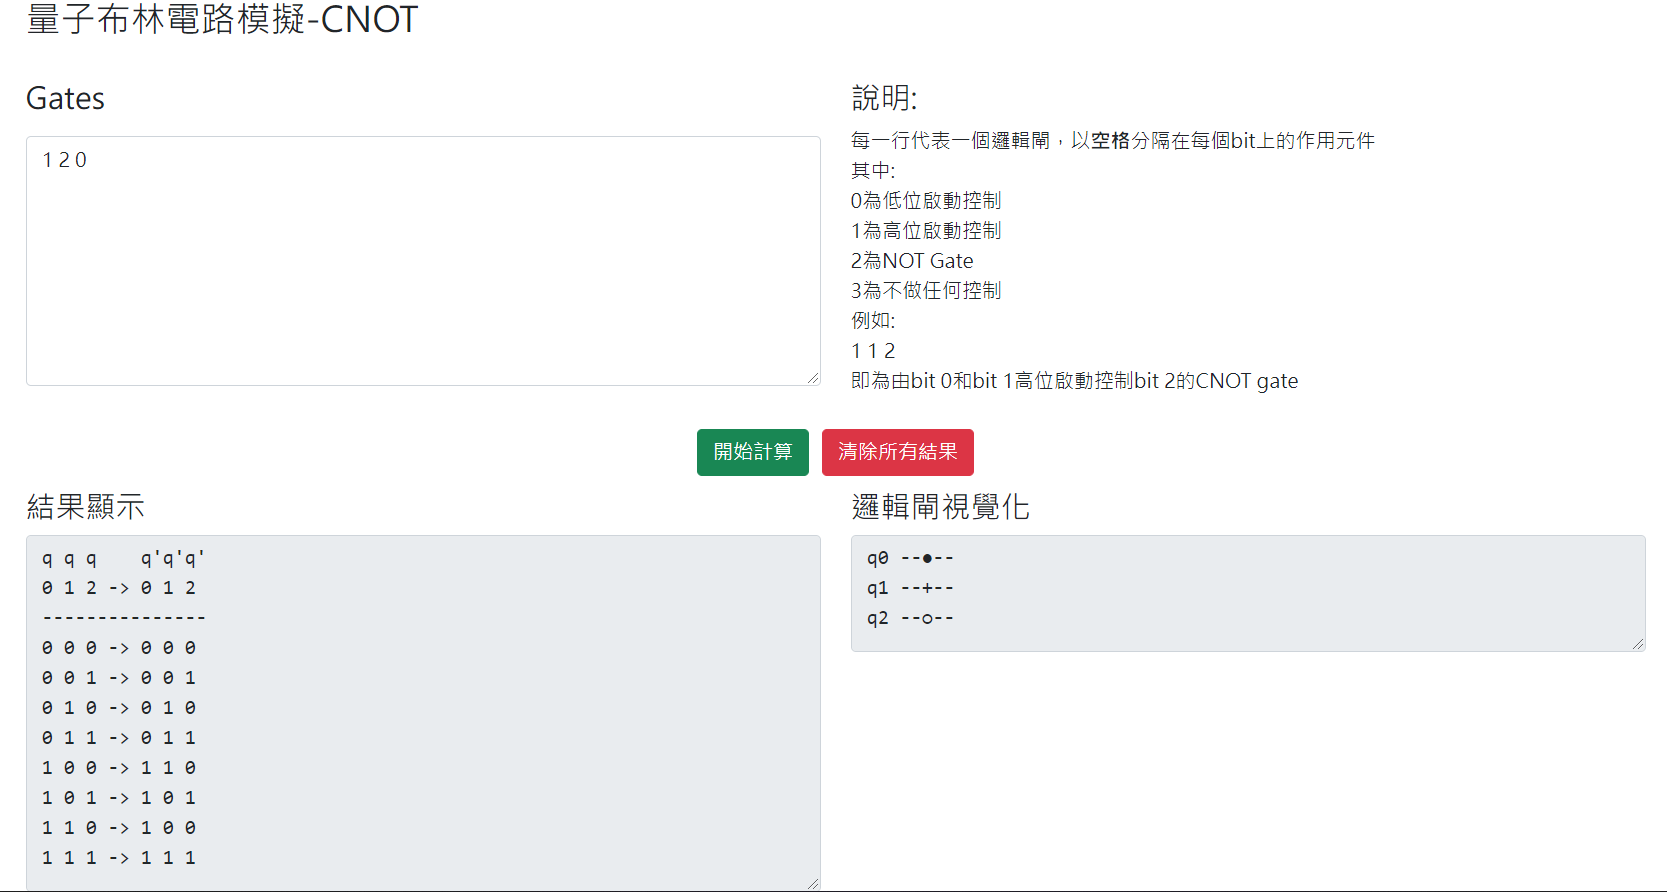 量子布林電路模擬-CNOT
Gates
1 2 0
說明:
每一行代表一個邏輯閘，以空格分隔在每個bit上的作用元件
其中:
0為低位啟動控制
1為高位啟動控制
2為NOT Gate
3為不做任何控制
例如:
1 1 2
即為由bit 0和bit 1高位啟動控制bit 2的CNOT gate
開始計算
清除所有結果
結果顯示
q q q    q'q'q'
0 1 2 -> 0 1 2
---------------
0 0 0 -> 0 0 0
0 0 1 -> 0 0 1
0 1 0 -> 0 1 0
0 1 1 -> 0 1 1
1 0 0 -> 1 1 0
1 0 1 -> 1 0 1
1 1 0 -> 1 0 0
1 1 1 -> 1 1 1
邏輯閘視覺化
q0 --●--
q1 --+--
q2 --○--